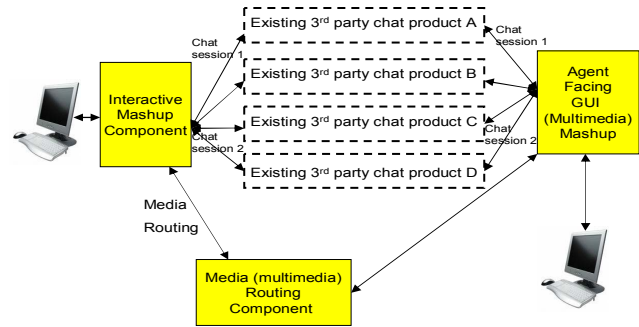 Existing 3rd party chat product A
Chat
session 1
Chat
session 1
Existing 3rd party chat product B
Interactive
Mashup
Component
Agent
Facing
GUI
(Multimedia)
Mashup
Existing 3rd party chat product C
Chat
session 2
Chat
session 2
Existing 3rd party chat product D
Media
Routing
Media (multimedia)
Routing
Component